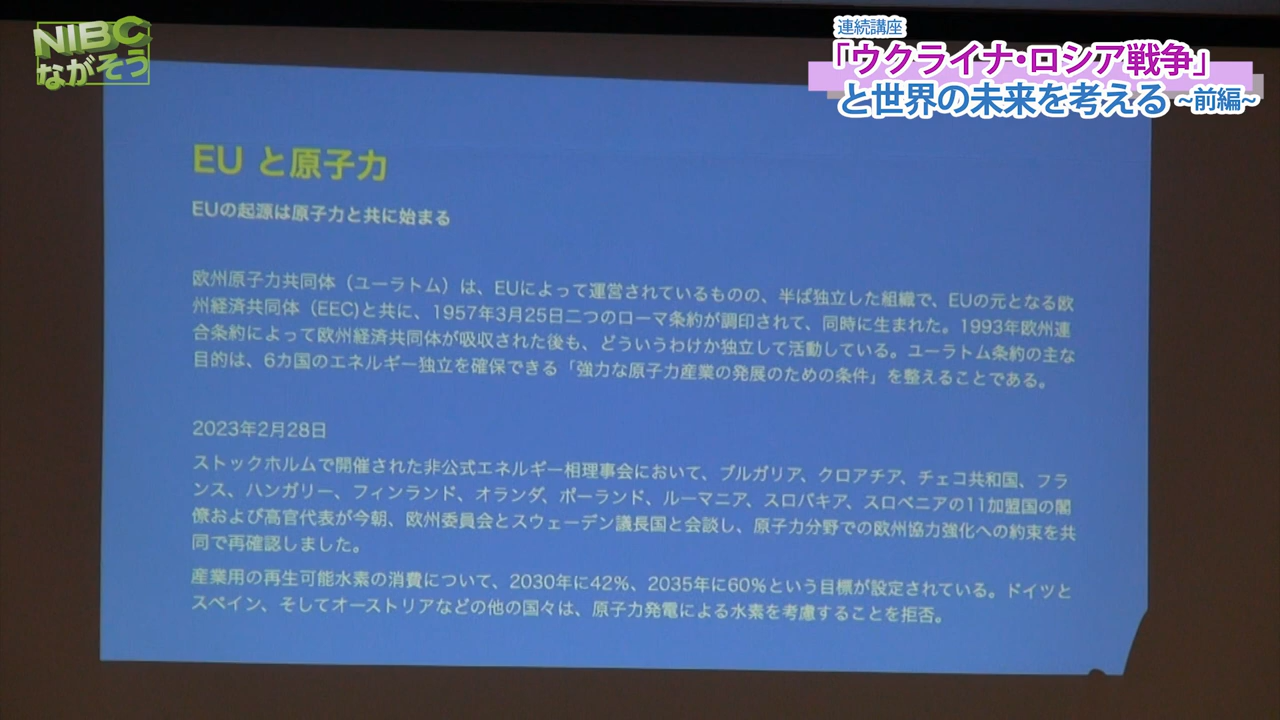 NIBC
ながそう
連続講座
「ウクライナ・ロシア戦争」
と世界の未来を考える ~前編~
EU と原子力
EUの起源は原子力と共に始まる
欧州原子力共同体（ユーラトム）は、EUによって運営されているものの、半ば独立した組織で、EUの元となる欧
州経済共同体（EEC)と共に、1957年3月25日二つのローマ条約が調印されて、同時に生まれた。1993年欧州連
合条約によって欧州経済共同体が吸収された後も、どういうわけか独立して活動している。ユーラトム条約の主な
目的は、6カ国のエネルギー独立を確保できる「強力な原子力産業の発展のための条件」を整えることである。
2023年2月28日
ストックホルムで開催された非公式エネルギー相理事会において、ブルガリア、クロアチア、チェコ共和国、フラ
ンス、ハンガリー、フィンランド、オランダ、ポーランド、ルーマニア、スロバキア、スロベニアの11加盟国の閣
僚および高官代表が今朝、欧州委員会とスウェーデン議長国と会談し、原子力分野での欧州協力強化への約束を共
同で再確認しました。
産業用の再生可能水素の消費について、2030年に42%、2035年に60%という目標が設定されている。ドイツと
スペイン、そしてオーストリアなどの他の国々は、原子力発電による水素を考慮することを拒否。